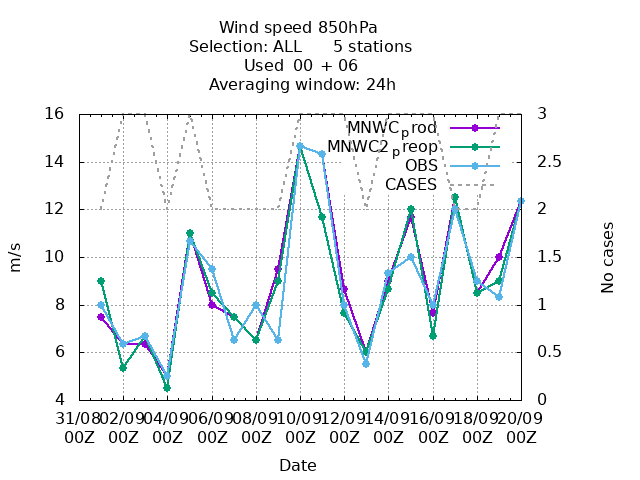 Wind speed 850hPa
Selection: ALL 5 stations
Used 00 + 06
Averaging window: 24h
16 3
MNWC_prod
14 2.5
MNWC2_preop
OBS
CASES
12 2
10 1.5
8 1
6 0.5
4 0
m/s
No cases
31/08 02/09 04/09 06/09 08/09 10/09 12/09 14/09 16/09 18/09 20/09
00Z 00Z 00Z 00Z 00Z 00Z 00Z 00Z 00Z 00Z 00Z
Date